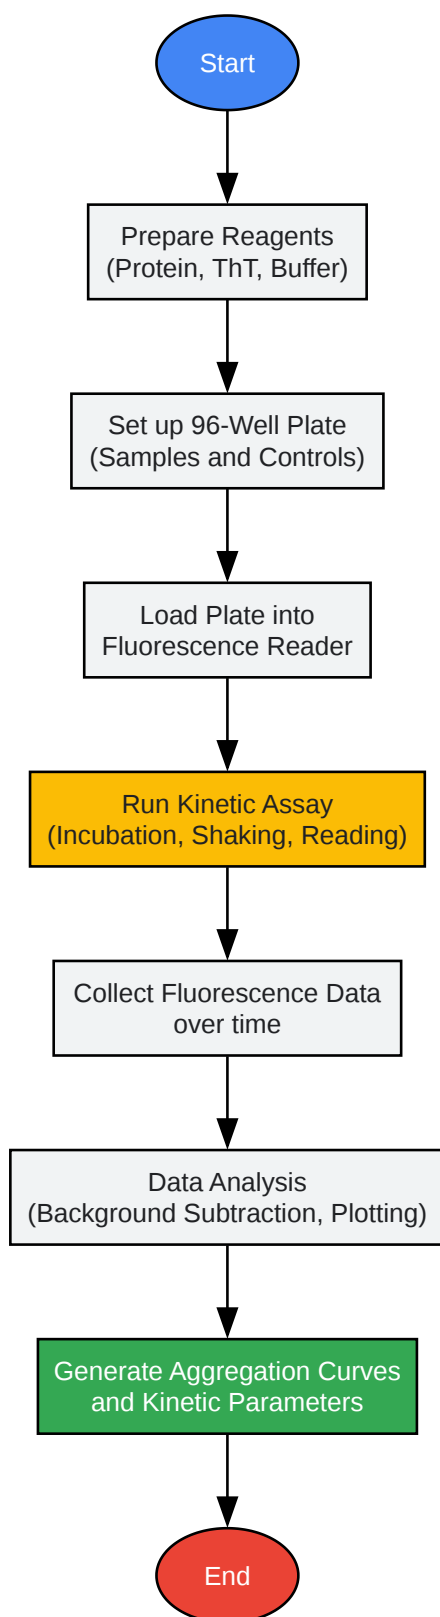 Start
Prepare Reagents
(Protein, ThT, Buffer)
Set up 96-Well Plate
(Samples and Controls)
Load Plate into
Fluorescence Reader
Run Kinetic Assay
(Incubation, Shaking, Reading)
Collect Fluorescence Data
over time
Data Analysis
(Background Subtraction, Plotting)
Generate Aggregation Curves
and Kinetic Parameters
End